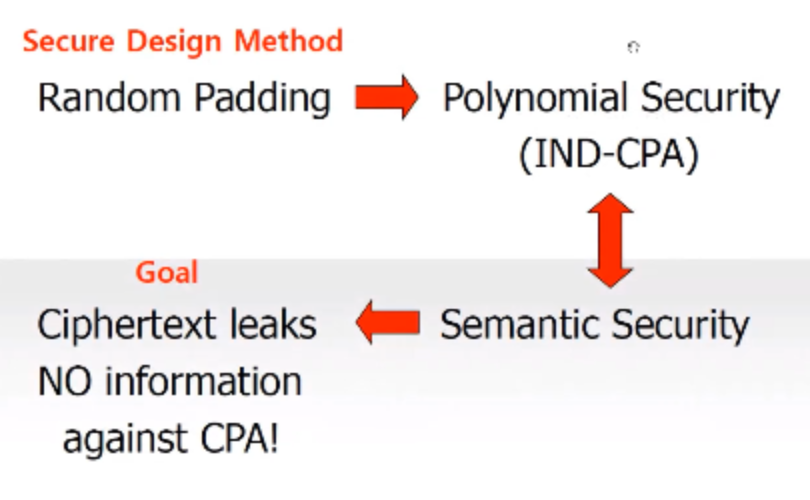 Secure Design Method
Random Padding
Polynomial Security
(IND-CPA)
Goal
Ciphertext leaks
NO information
against CPA!
Semantic Security